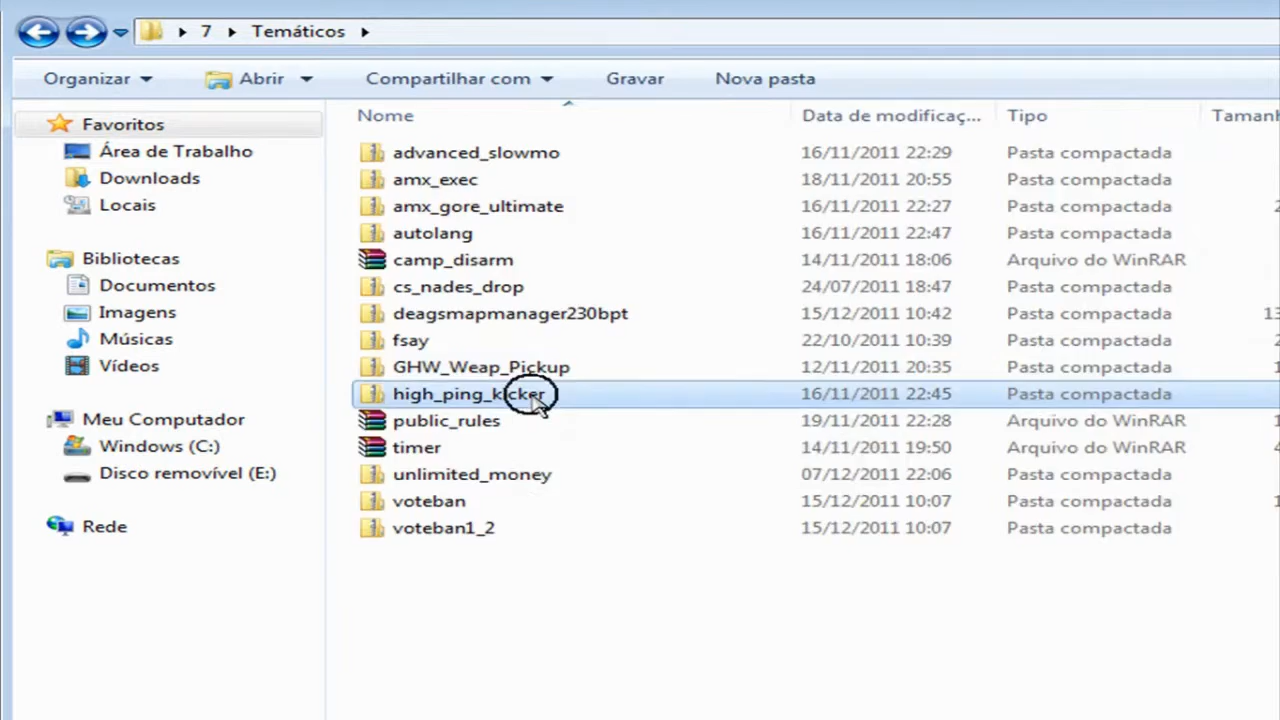 7 Temáticos
Organizar Abrir Compartilhar com Gravar Nova pasta
Nome Data de modificaç... Tipo
Favoritos
Área de Trabalho
Downloads
Locais
Bibliotecas
Documentos
Imagens
Músicas
Vídeos
Meu Computador
Windows (C:)
Disco removível (E:)
Rede
advanced_slowmo 16/11/2011 22:29 Pasta compactada
amx_exec 18/11/2011 20:55 Pasta compactada
amx_gore_ultimate 16/11/2011 22:27 Pasta compactada
autolang 16/11/2011 22:47 Pasta compactada
camp_disarm 14/11/2011 18:06 Arquivo do WinRAR
cs_nades_drop 24/07/2011 18:47 Pasta compactada
deagsmapmanager230bpt 15/12/2011 10:42 Pasta compactada
fsay 22/10/2011 10:39 Pasta compactada
GHW_Weap_Pickup 12/11/2011 20:35 Pasta compactada
high_ping_kicker 16/11/2011 22:45 Pasta compactada
public_rules 19/11/2011 22:28 Arquivo do WinRAR
timer 14/11/2011 19:50 Arquivo do WinRAR
unlimited_money 07/12/2011 22:06 Pasta compactada
voteban 15/12/2011 10:07 Pasta compactada
voteban1_2 15/12/2011 10:07 Pasta compactada